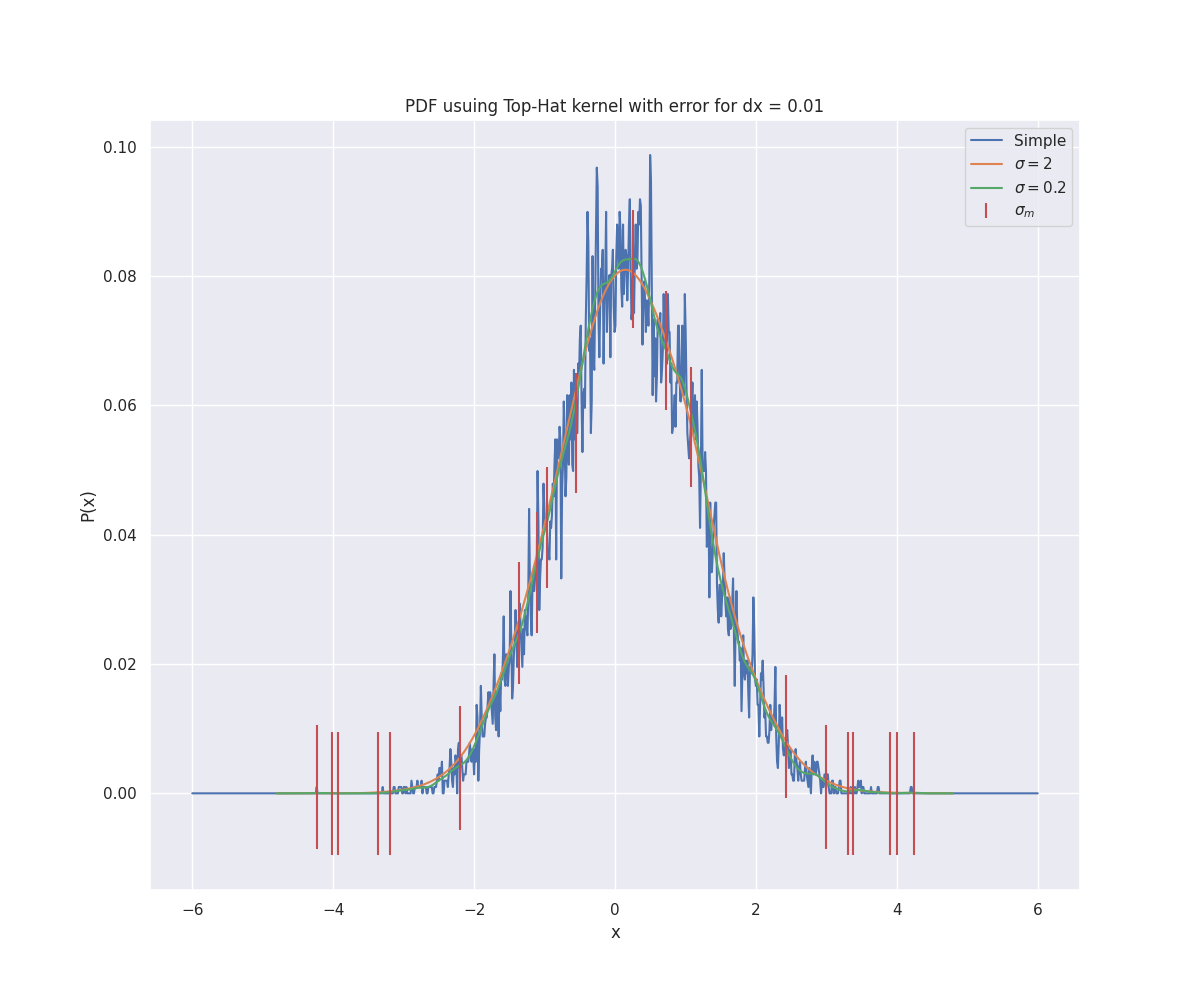 PDF usuing Top-Hat kernel with error for dx = 0.01
Simple
σ = 2
σ = 0.2
σm
0.10
0.08
0.06
0.04
0.02
0.00
P(x)
−6 −4 −2 0 2 4 6
x